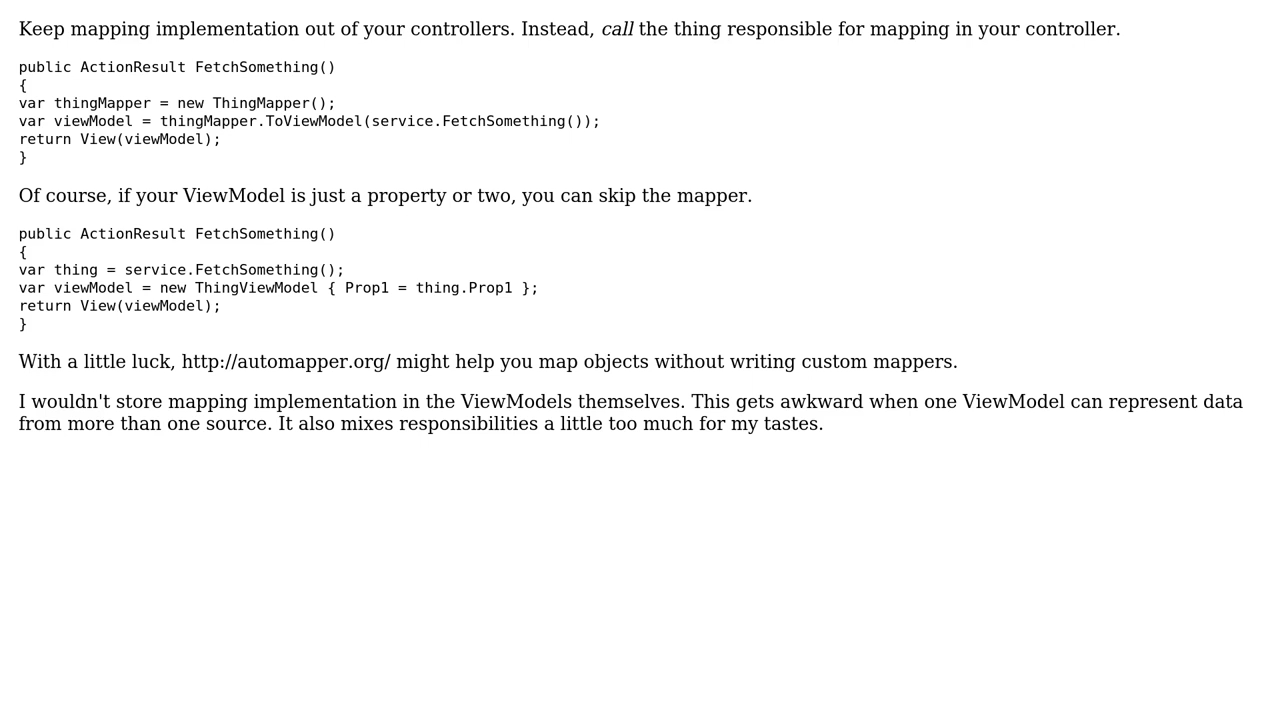 Keep mapping implementation out of your controllers. Instead, call the thing responsible for mapping in your controller.
public ActionResult FetchSomething()
{
var thingMapper = new ThingMapper();
var viewModel = thingMapper.ToViewModel(service.FetchSomething());
return View(viewModel);
}
Of course, if your ViewModel is just a property or two, you can skip the mapper.
public ActionResult FetchSomething()
{
var thing = service.FetchSomething();
var viewModel = new ThingViewModel { Prop1 = thing.Prop1 };
return View(viewModel);
}
With a little luck, http://automapper.org/ might help you map objects without writing custom mappers.
I wouldn't store mapping implementation in the ViewModels themselves. This gets awkward when one ViewModel can represent data
from more than one source. It also mixes responsibilities a little too much for my tastes.